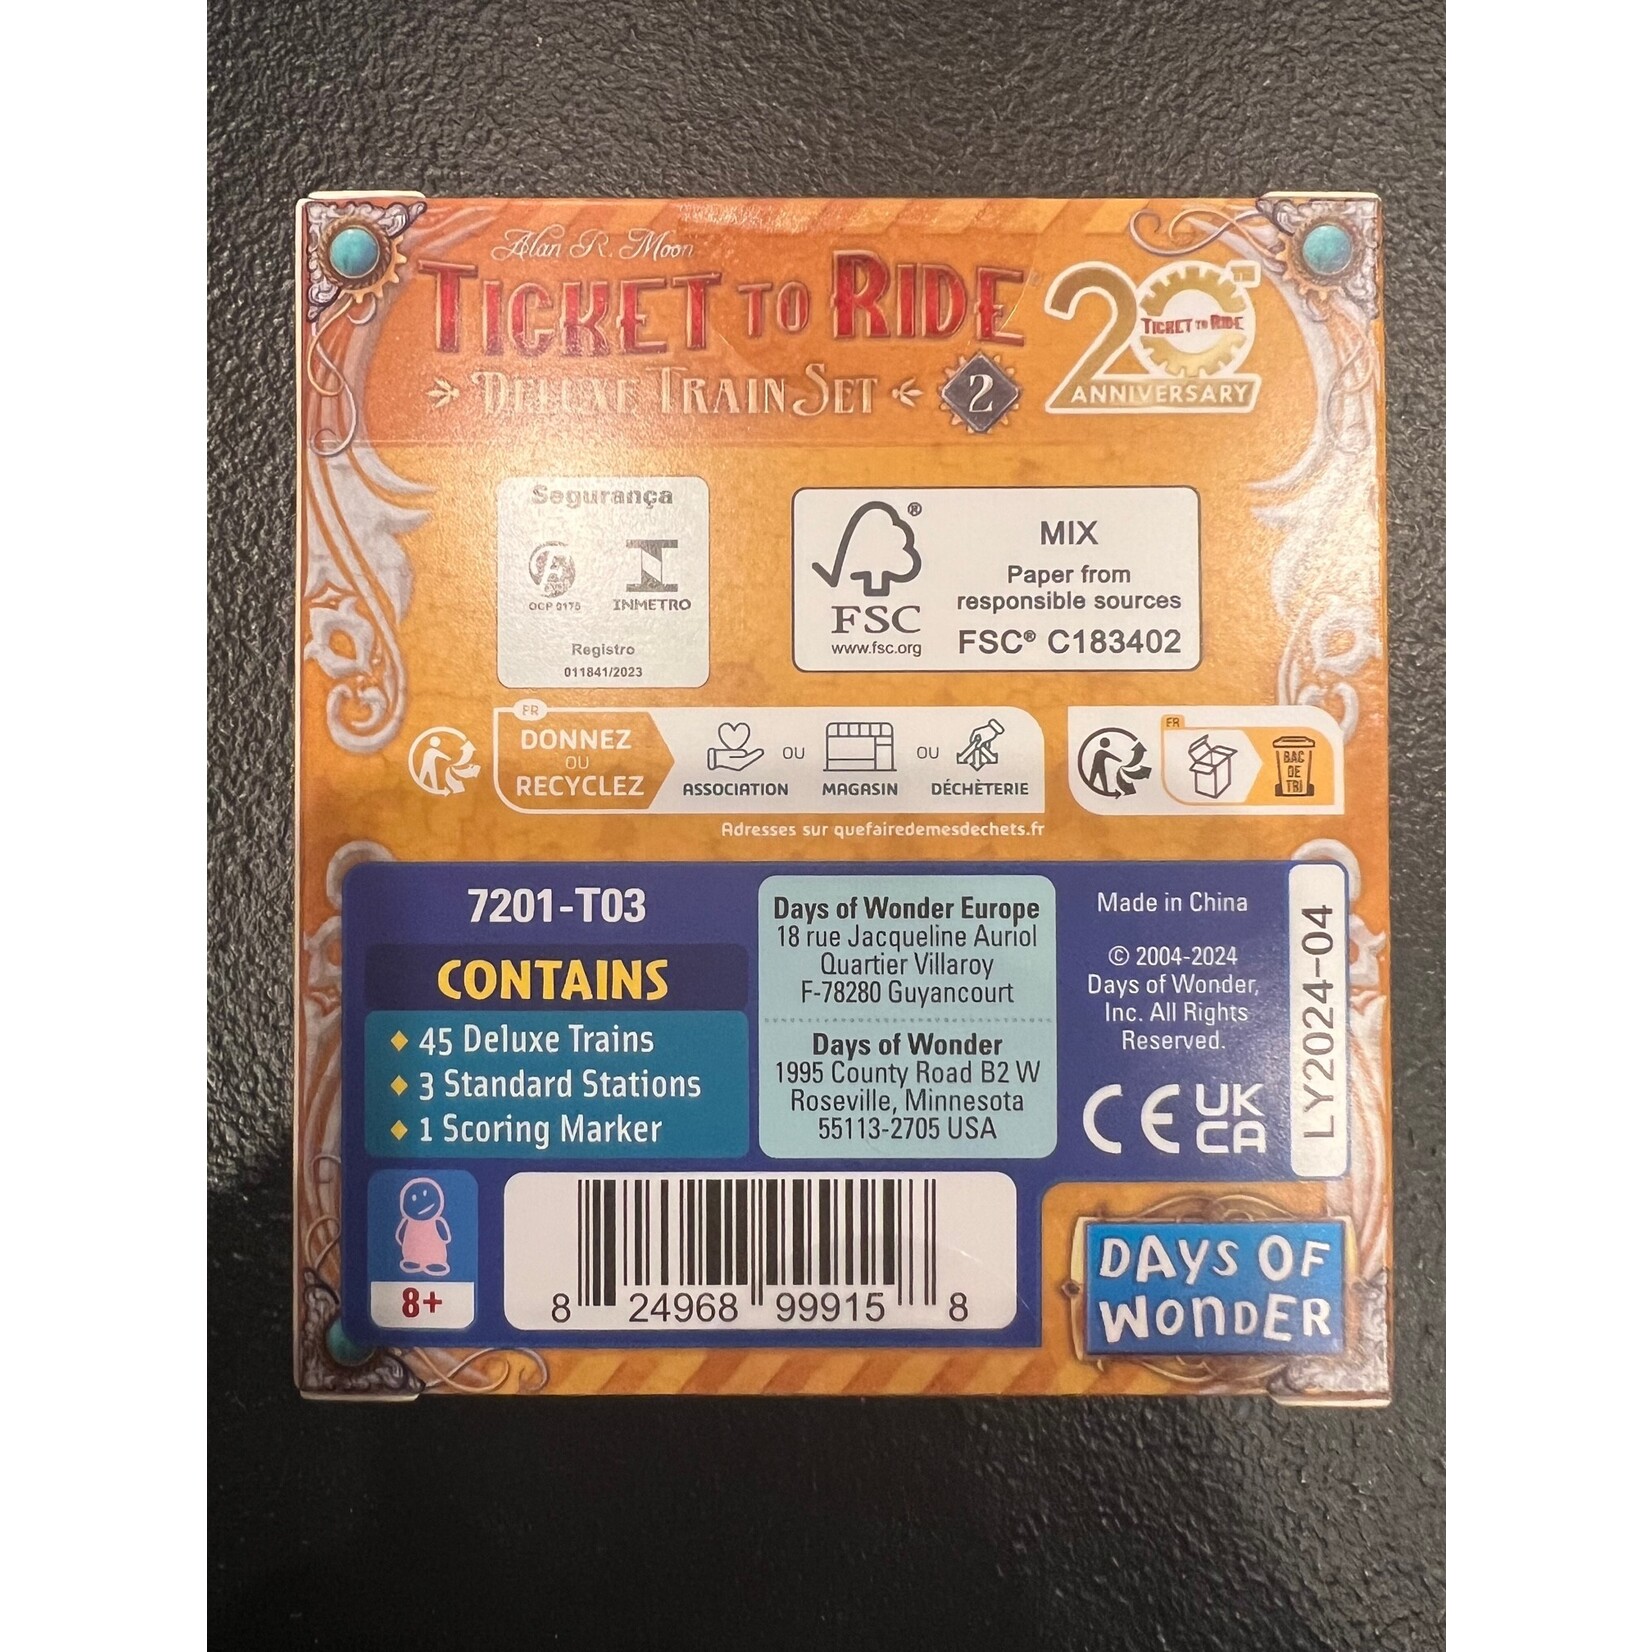 Alan R. Moon
TICKET TO RIDE
DELUXE TRAIN SET
2
20TH
TICKET TO RIDE
ANNIVERSARY
Segurança
OCP 0175
INMETRO
Registro
011841/2023
®
FSC
www.fsc.org
MIX
Paper from
responsible sources
FSC® C183402
FR
DONNEZ
OU
RECYCLEZ
ASSOCIATION
OU
MAGASIN
OU
DÉCHÈTERIE
Adresses sur quefairedemesdechets.fr
FR
BAC
DE
TRI
7201-T03
CONTAINS
45 Deluxe Trains
3 Standard Stations
1 Scoring Marker
8+
Days of Wonder Europe
18 rue Jacqueline Auriol
Quartier Villaroy
F-78280 Guyancourt
Days of Wonder
1995 County Road B2 W
Roseville, Minnesota
55113-2705 USA
Made in China
© 2004-2024
Days of Wonder,
Inc. All Rights
Reserved.
CE
UK
CA
LY2024-04
8 24968 99915 8
DAYS OF
WONDER